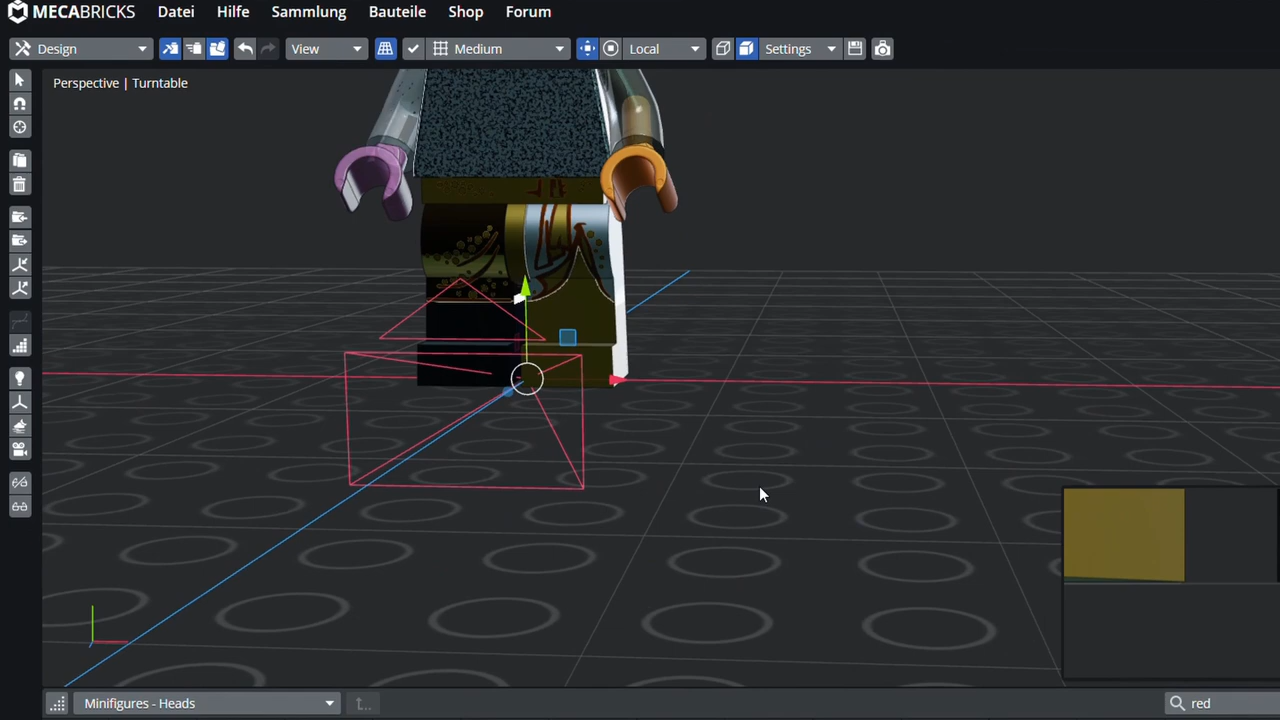 MECABRICKS Datei Hilfe Sammlung Bauteile Shop Forum
Design View Medium Local Settings
Perspective | Turntable
Minifigures - Heads red